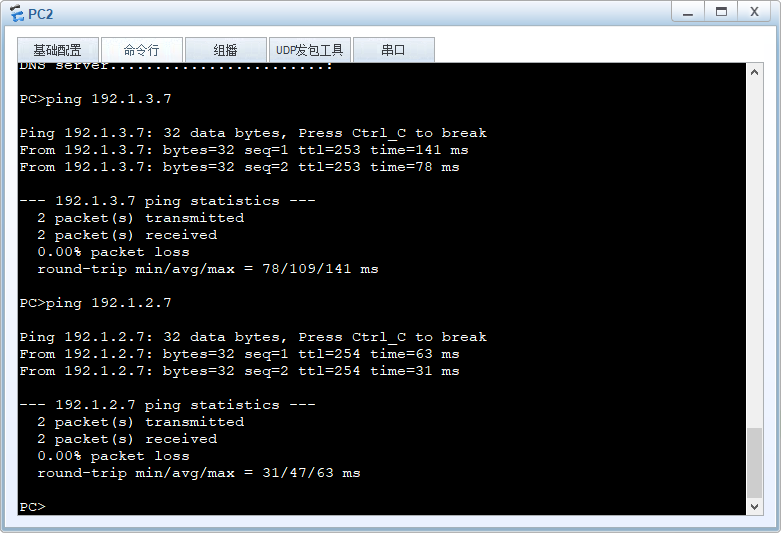 PC2
基础配置 命令行 组播 UDP发包工具 串口
DNS server........................:
PC>ping 192.1.3.7
Ping 192.1.3.7: 32 data bytes, Press Ctrl_C to break
From 192.1.3.7: bytes=32 seq=1 ttl=253 time=141 ms
From 192.1.3.7: bytes=32 seq=2 ttl=253 time=78 ms
--- 192.1.3.7 ping statistics ---
2 packet(s) transmitted
2 packet(s) received
0.00% packet loss
round-trip min/avg/max = 78/109/141 ms
PC>ping 192.1.2.7
Ping 192.1.2.7: 32 data bytes, Press Ctrl_C to break
From 192.1.2.7: bytes=32 seq=1 ttl=254 time=63 ms
From 192.1.2.7: bytes=32 seq=2 ttl=254 time=31 ms
--- 192.1.2.7 ping statistics ---
2 packet(s) transmitted
2 packet(s) received
0.00% packet loss
round-trip min/avg/max = 31/47/63 ms
PC>